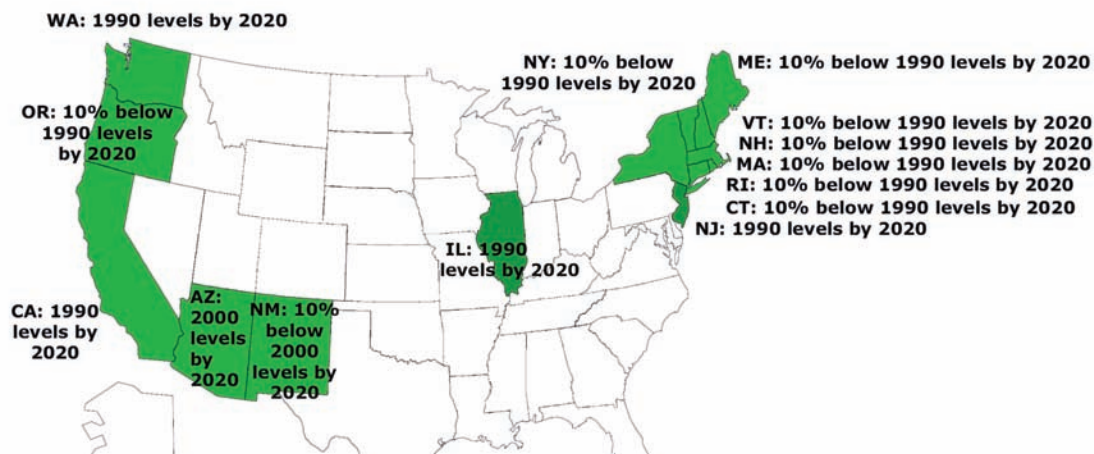 WA: 1990 levels by 2020
NY: 10% below
1990 levels by 2020
ME: 10% below 1990 levels by 2020
OR: 10% below
1990 levels
by 2020
VT: 10% below 1990 levels by 2020
NH: 10% below 1990 levels by 2020
MA: 10% below 1990 levels by 2020
RI: 10% below 1990 levels by 2020
CT: 10% below 1990 levels by 2020
NJ: 1990 levels by 2020
IL: 1990
levels by 2020
CA: 1990
levels by
2020
AZ:
2000
levels
by
2020
NM: 10%
below
2000
levels by
2020